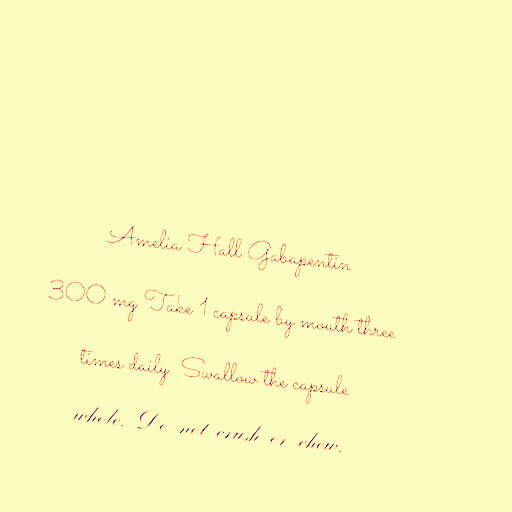 Amelia Hall Gabapentin
300 mg Take 1 capsule by mouth three
times daily. Swallow the capsule
whole. Do not crush or chew.